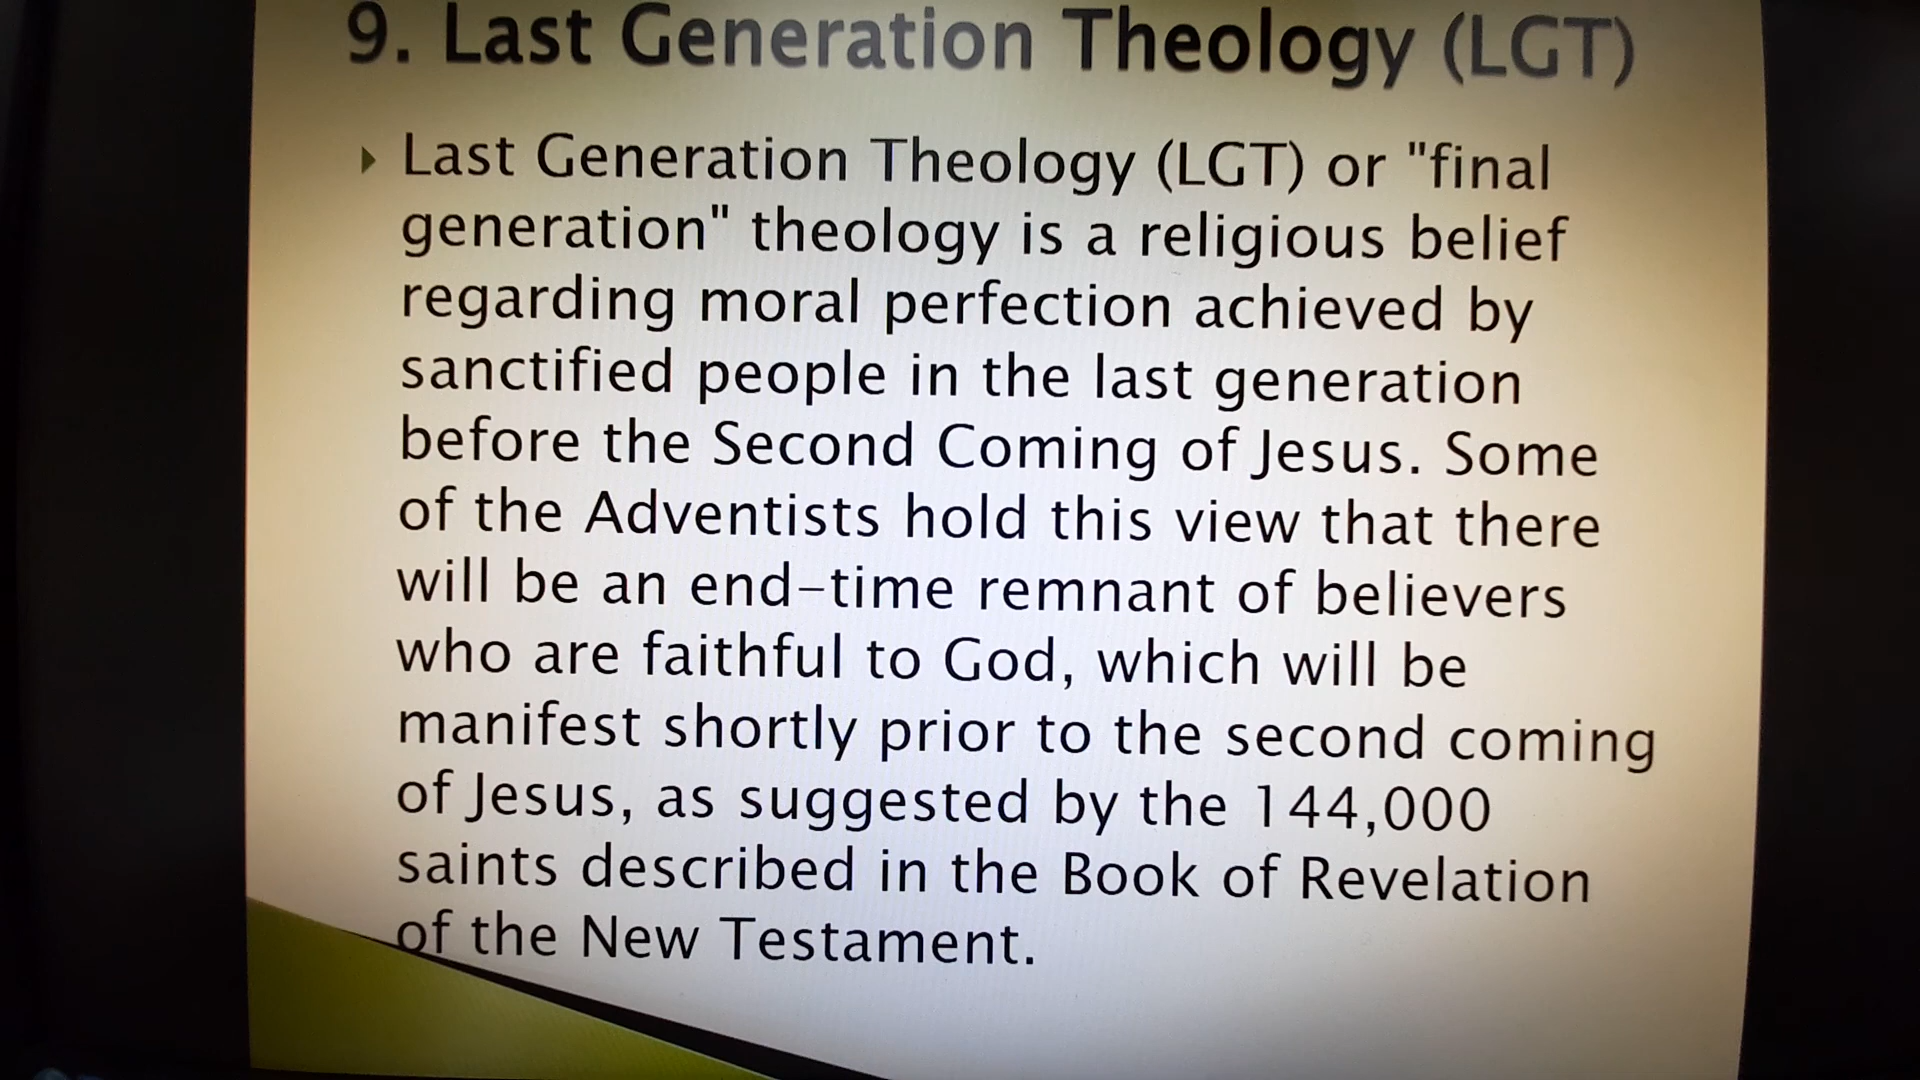 9. Last Generation Theology (LGT)
Last Generation Theology (LGT) or "final
generation" theology is a religious belief
regarding moral perfection achieved by
sanctified people in the last generation
before the Second Coming of Jesus. Some
of the Adventists hold this view that there
will be an end-time remnant of believers
who are faithful to God, which will be
manifest shortly prior to the second coming
of Jesus, as suggested by the 144,000
saints described in the Book of Revelation
of the New Testament.